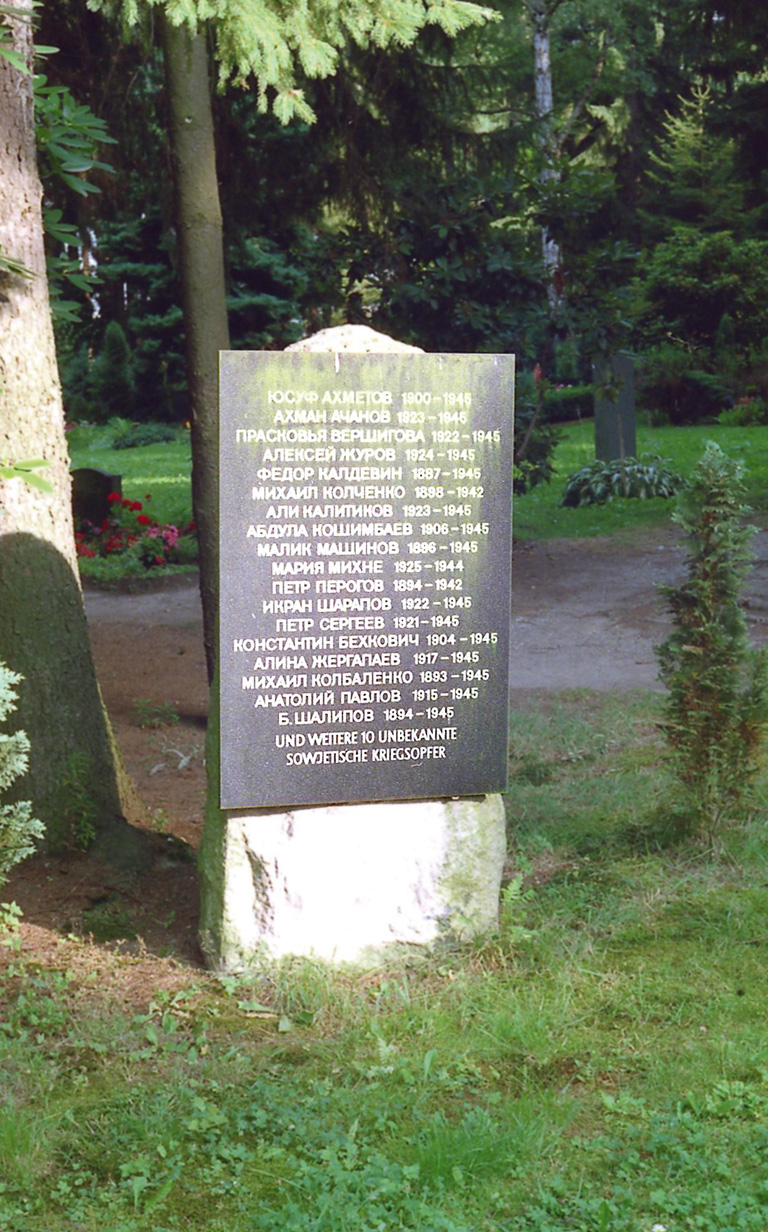 ЮСУФ АХМЕТОВ 1900–1945
АХМАН АЧАНОВ 1923–1945
ПРАСКОВЬЯ ВЕРШИГОВА 1922–1945
АЛЕКСЕЙ ЖУРОВ 1924–1945
ФЕДОР КАЛДЕВИН 1887–1945
МИХАИЛ КОЛЧЕНКО 1898–1942
АЛИ КАЛИТИКОВ 1923–1945
АБДУЛА КОШИМБАЕВ 1906–1945
МАЛИК МАШИНОВ 1896–1945
МАРИЯ МИХНЕ 1925–1944
ПЕТР ПЕРОГОВ 1894–1942
ИКРАН ШАРАПОВ 1922–1945
ПЕТР СЕРГЕЕВ 1921–1945
КОНСТАНТИН БЕХКОВИЧ 1904–1945
АЛИНА ЖЕРГАПАЕВ 1917–1945
МИХАИЛ КОЛБАЛЕНКО 1893–1945
АНАТОЛИЙ ПАВЛОВ 1915–1945
Б. ШАЛИПОВ 1894–1945
UND WEITERE 10 UNBEKANNTE
SOWJETISCHE KRIEGSOPFER